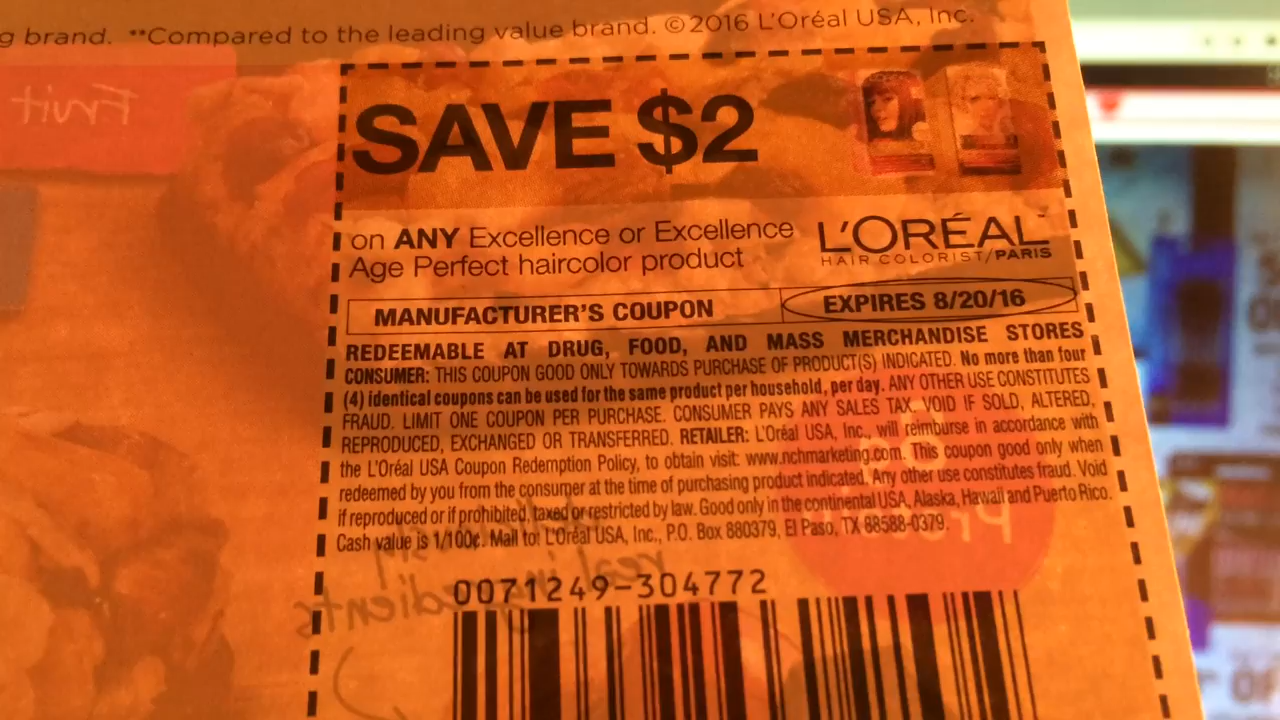 g brand. **Compared to the leading value brand. ©2016 L'Oréal USA, Inc.
Fruit
SAVE $2
on ANY Excellence or Excellence
Age Perfect haircolor product
L'ORÉAL
HAIR COLORIST/PARIS
MANUFACTURER'S COUPON
EXPIRES 8/20/16
REDEEMABLE AT DRUG, FOOD, AND MASS MERCHANDISE STORES
CONSUMER: THIS COUPON GOOD ONLY TOWARDS PURCHASE OF PRODUCT(S) INDICATED. No more than four
(4) identical coupons can be used for the same product per household, per day. ANY OTHER USE CONSTITUTES
FRAUD. LIMIT ONE COUPON PER PURCHASE. CONSUMER PAYS ANY SALES TAX. VOID IF SOLD, ALTERED,
REPRODUCED, EXCHANGED OR TRANSFERRED. RETAILER: L'Oréal USA, Inc., will reimburse in accordance with
the L'Oréal USA Coupon Redemption Policy, to obtain visit: www.nchmarketing.com. This coupon good only when
redeemed by you from the consumer at the time of purchasing product indicated. Any other use constitutes fraud. Void
if reproduced or if prohibited, taxed or restricted by law. Good only in the continental USA, Alaska, Hawaii and Puerto Rico.
Cash value is 1/100¢. Mail to: L'Oréal USA, Inc., P.O. Box 880379, El Paso, TX 88588-0379.
real ingredients
0071249-304772